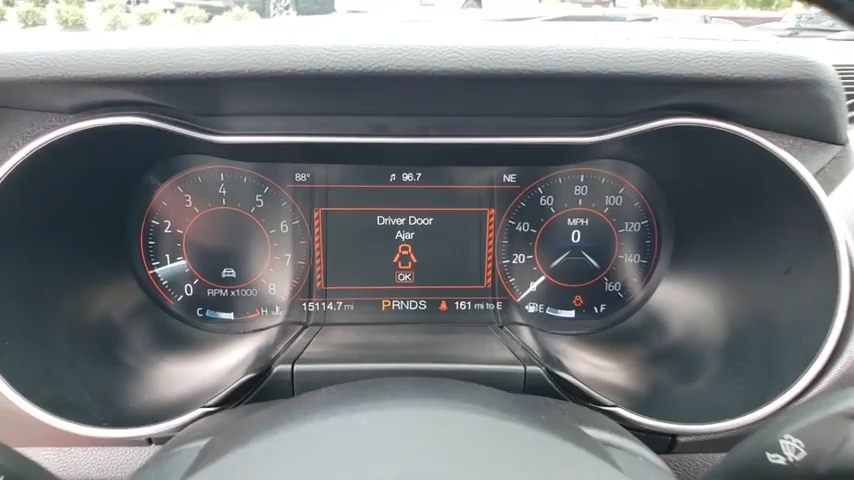 88°
♫ 96.7
NE
0 1 2 3 4 5 6 7 8
RPM x1000
C H
Driver Door
Ajar
OK
0 20 40 60 80 100 120 140 160
MPH
0
E F
15114.7 mi
PRNDS
161 mi to E